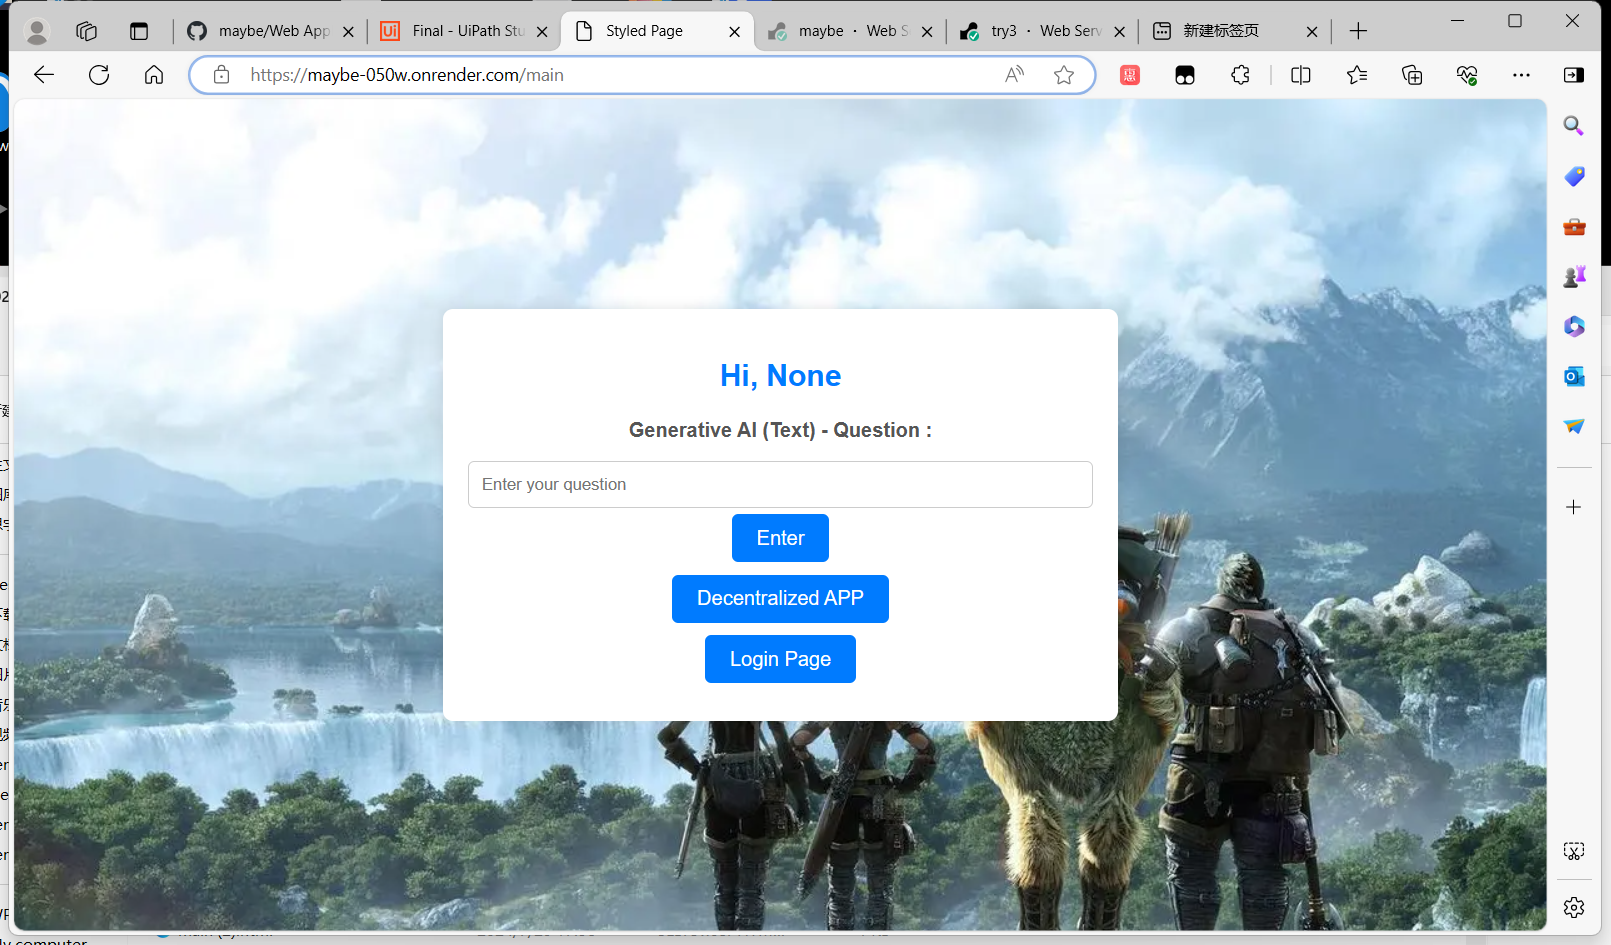 maybe/Web App
Final - UiPath Stu
Styled Page
maybe · Web S
try3 · Web Serv
新建标签页
https://maybe-050w.onrender.com/main
Hi, None
Generative AI (Text) - Question :
Enter your question
Enter
Decentralized APP
Login Page